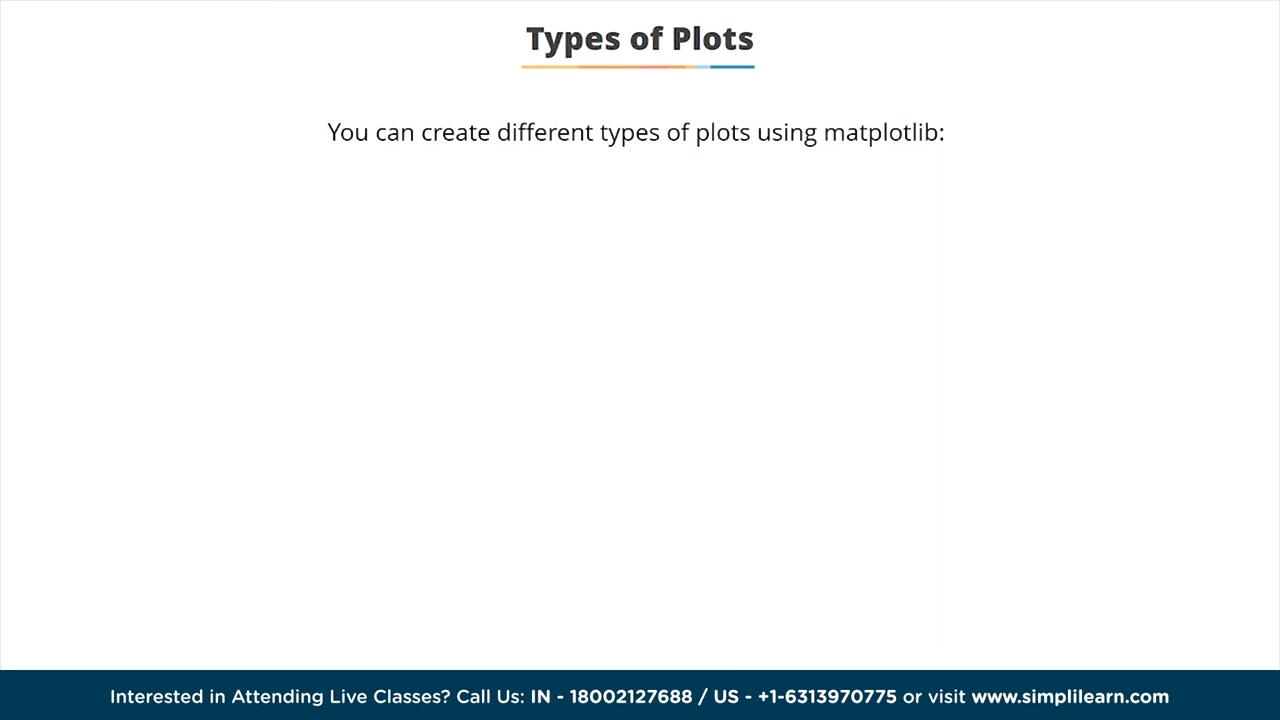 Types of Plots
You can create different types of plots using matplotlib:
Interested in Attending Live Classes? Call Us: IN - 18002127688 / US - +1-6313970775 or visit www.simplilearn.com